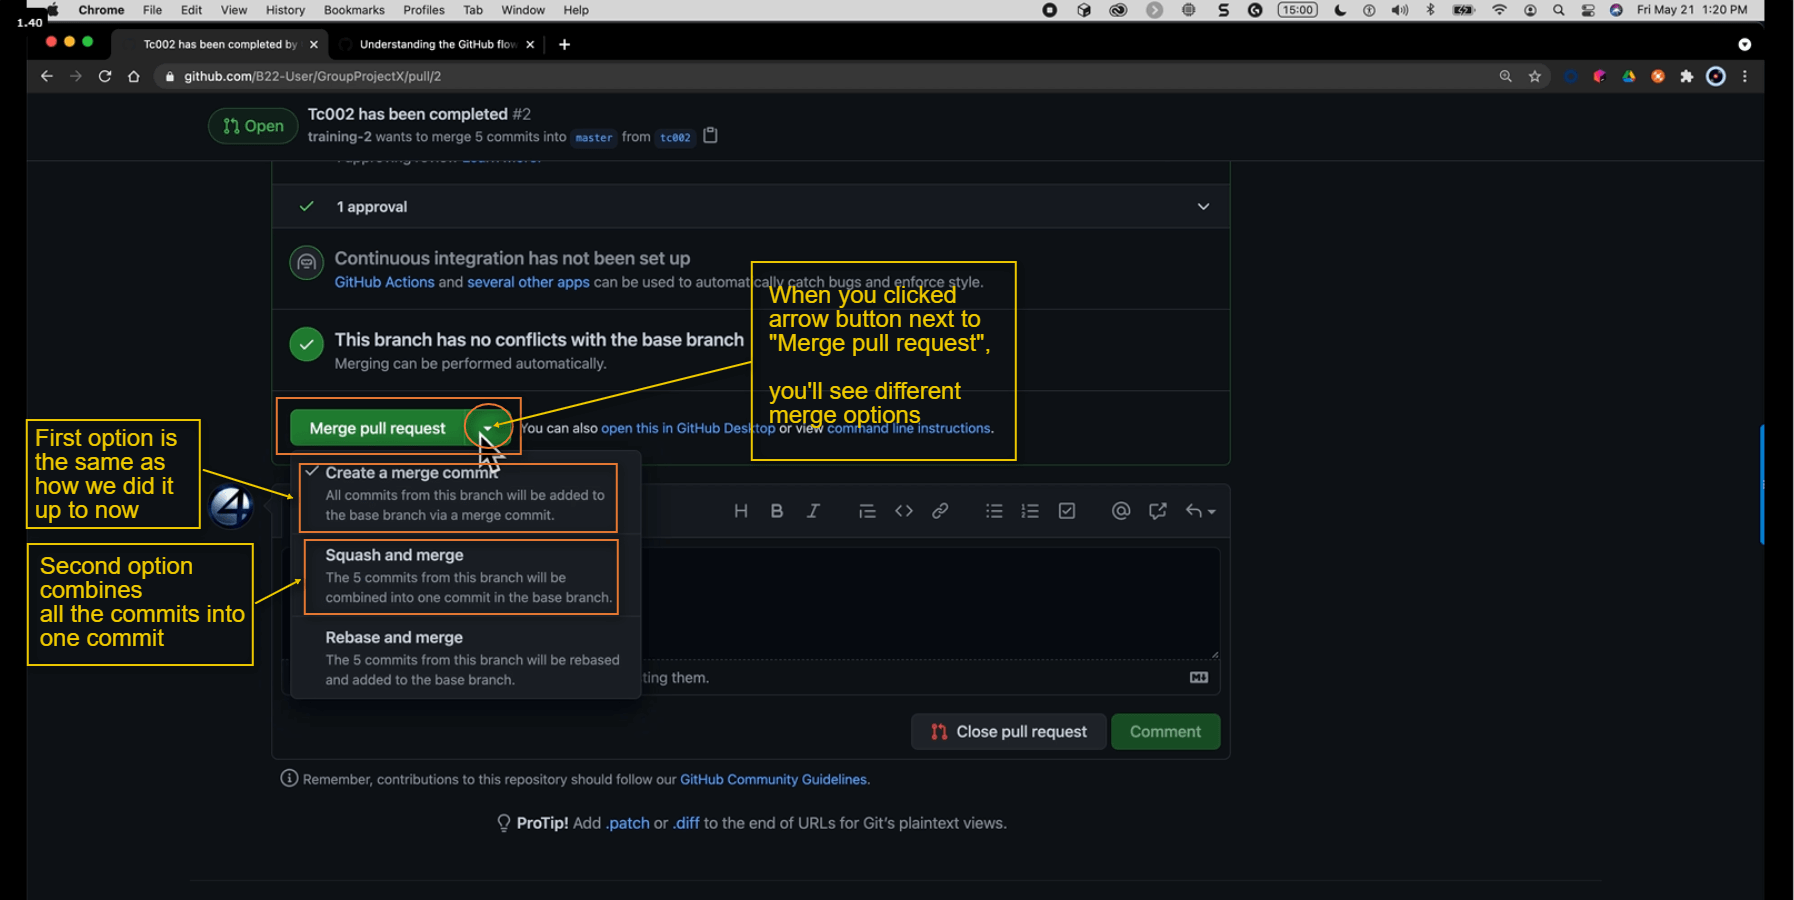 1.40
Chrome File Edit View History Bookmarks Profiles Tab Window Help 15:00 Fri May 21 1:20 PM
Tc002 has been completed by Understanding the GitHub flow
github.com/B22-User/GroupProjectX/pull/2
Open
Tc002 has been completed #2
training-2 wants to merge 5 commits into master from tc002
1 approval
Continuous integration has not been set up
GitHub Actions and several other apps can be used to automatically catch bugs and enforce style.
When you clicked
arrow button next to
"Merge pull request",
you'll see different
merge options
This branch has no conflicts with the base branch
Merging can be performed automatically.
Merge pull request
You can also open this in GitHub Desktop or view command line instructions.
First option is
the same as
how we did it
up to now
Create a merge commit
All commits from this branch will be added to
the base branch via a merge commit.
Second option
combines
all the commits into
one commit
Squash and merge
The 5 commits from this branch will be
combined into one commit in the base branch.
Rebase and merge
The 5 commits from this branch will be rebased
and added to the base branch.
ting them.
Close pull request
Comment
Remember, contributions to this repository should follow our GitHub Community Guidelines.
ProTip! Add .patch or .diff to the end of URLs for Git's plaintext views.